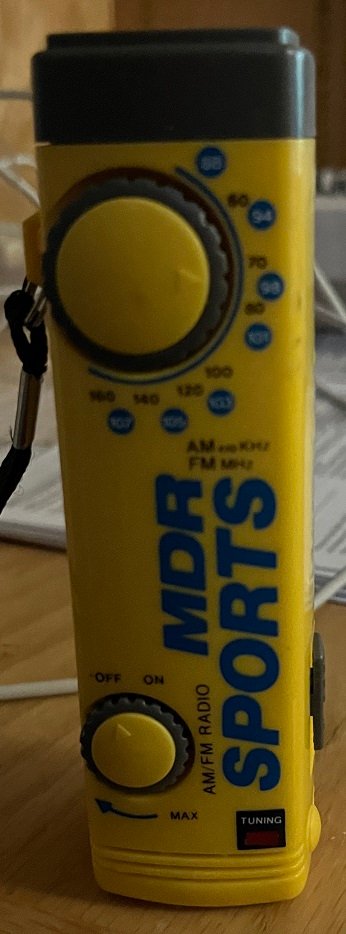 88
60 94
70
98
80
101
100
160 140 120 103
107 105
AM x10 KHz
FM MHz
MDR
SPORTS
AM/FM RADIO
OFF ON
MAX
TUNING